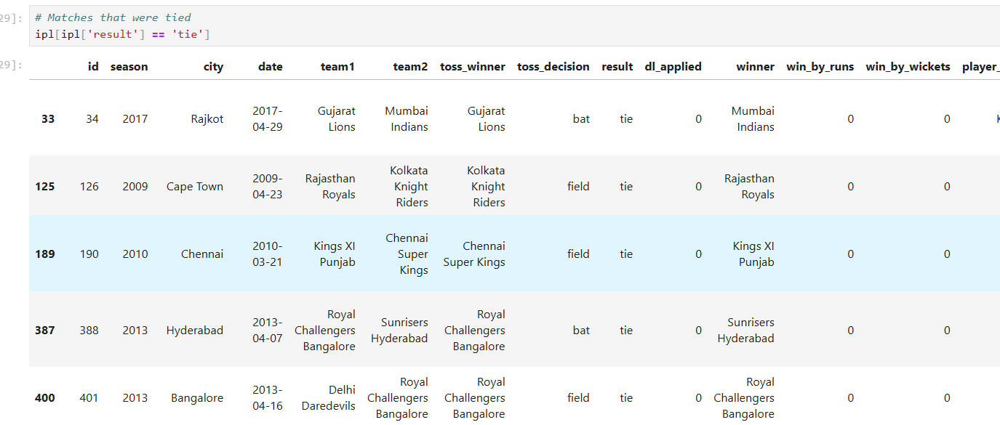 29]:
# Matches that were tied
ipl[ipl['result'] == 'tie']
29]:
id season city date team1 team2 toss_winner toss_decision result dl_applied winner win_by_runs win_by_wickets player_
33 34 2017 Rajkot 2017-04-29 Gujarat Lions Mumbai Indians Gujarat Lions bat tie 0 Mumbai Indians 0 0 K
125 126 2009 Cape Town 2009-04-23 Rajasthan Royals Kolkata Knight Riders Kolkata Knight Riders field tie 0 Rajasthan Royals 0 0
189 190 2010 Chennai 2010-03-21 Kings XI Punjab Chennai Super Kings Chennai Super Kings field tie 0 Kings XI Punjab 0 0
387 388 2013 Hyderabad 2013-04-07 Royal Challengers Bangalore Sunrisers Hyderabad Royal Challengers Bangalore bat tie 0 Sunrisers Hyderabad 0 0
400 401 2013 Bangalore 2013-04-16 Delhi Daredevils Royal Challengers Bangalore Royal Challengers Bangalore field tie 0 Royal Challengers Bangalore 0 0